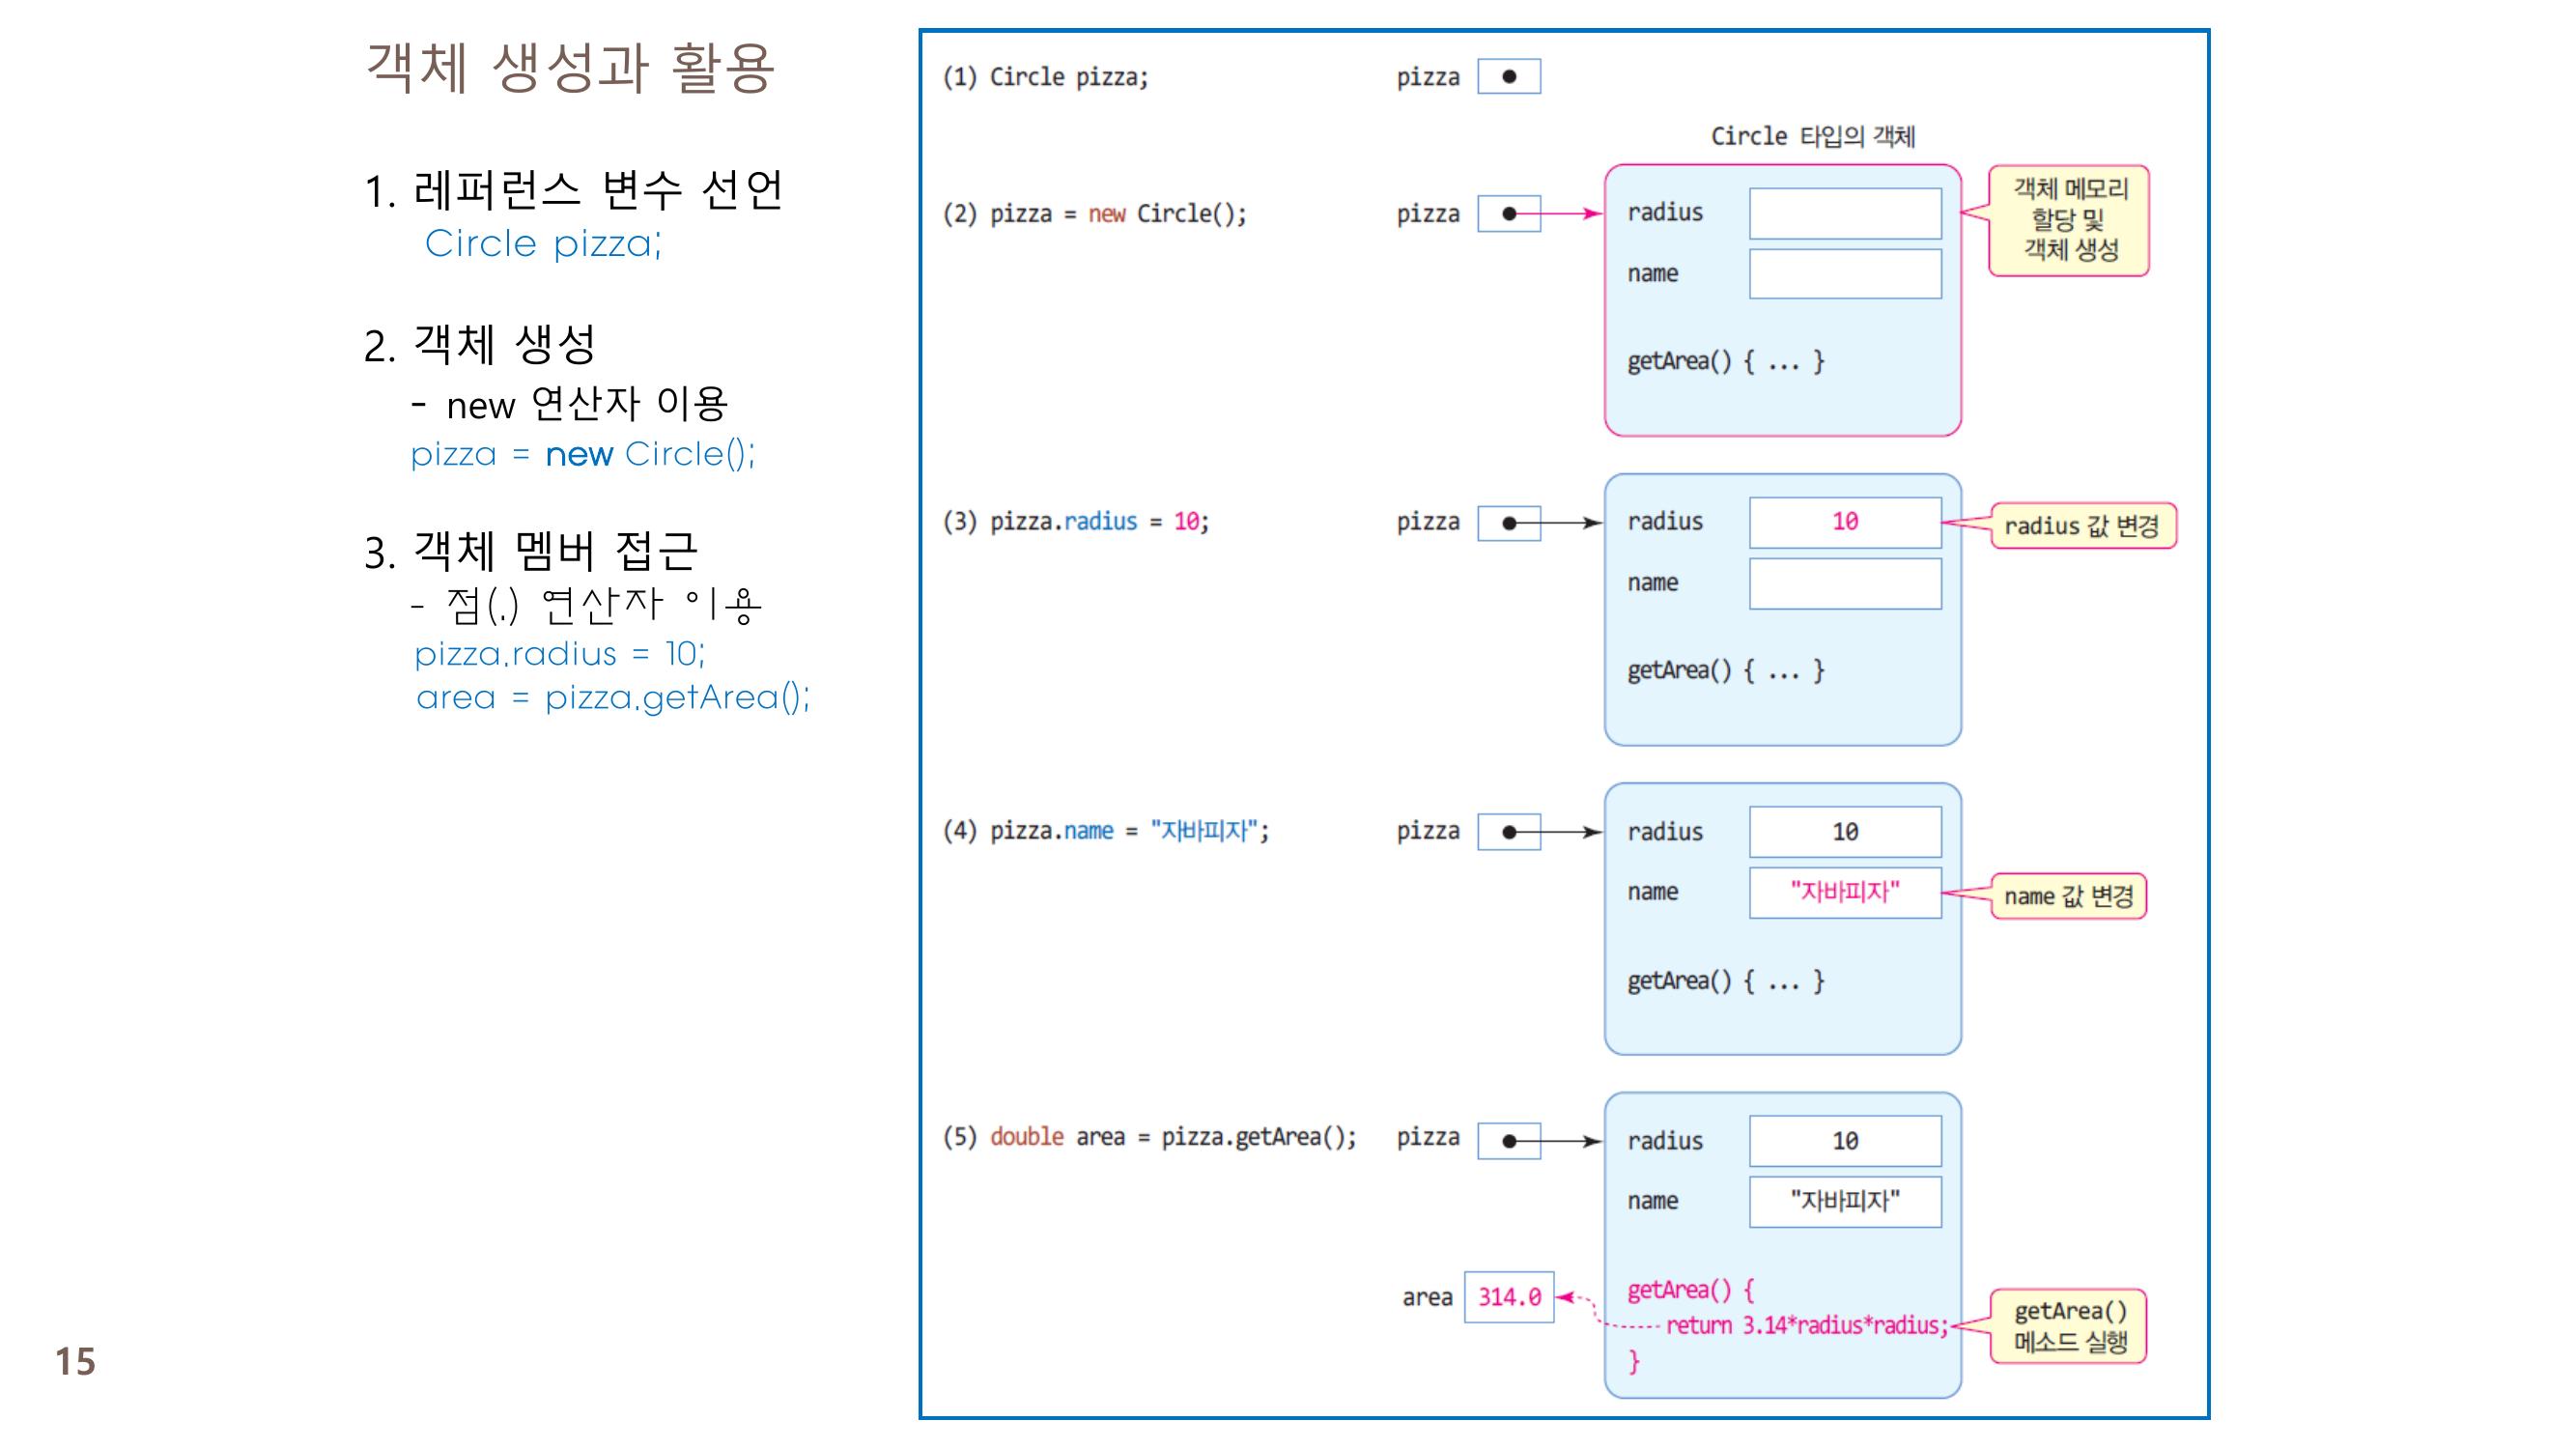 객체 생성과 활용
1. 레퍼런스 변수 선언
Circle pizza;
2. 객체 생성
- new 연산자 이용
pizza = new Circle();
3. 객체 멤버 접근
- 점(.) 연산자 이용
pizza.radius = 10;
area = pizza.getArea();
15
(1) Circle pizza;
pizza
Circle 타입의 객체
(2) pizza = new Circle();
pizza
radius
name
getArea() { ... }
객체 메모리
할당 및
객체 생성
(3) pizza.radius = 10;
pizza
radius 10
name
getArea() { ... }
radius 값 변경
(4) pizza.name = "자바피자";
pizza
radius 10
name "자바피자"
getArea() { ... }
name 값 변경
(5) double area = pizza.getArea();
pizza
radius 10
name "자바피자"
area 314.0
getArea() {
return 3.14*radius*radius;
}
getArea()
메소드 실행